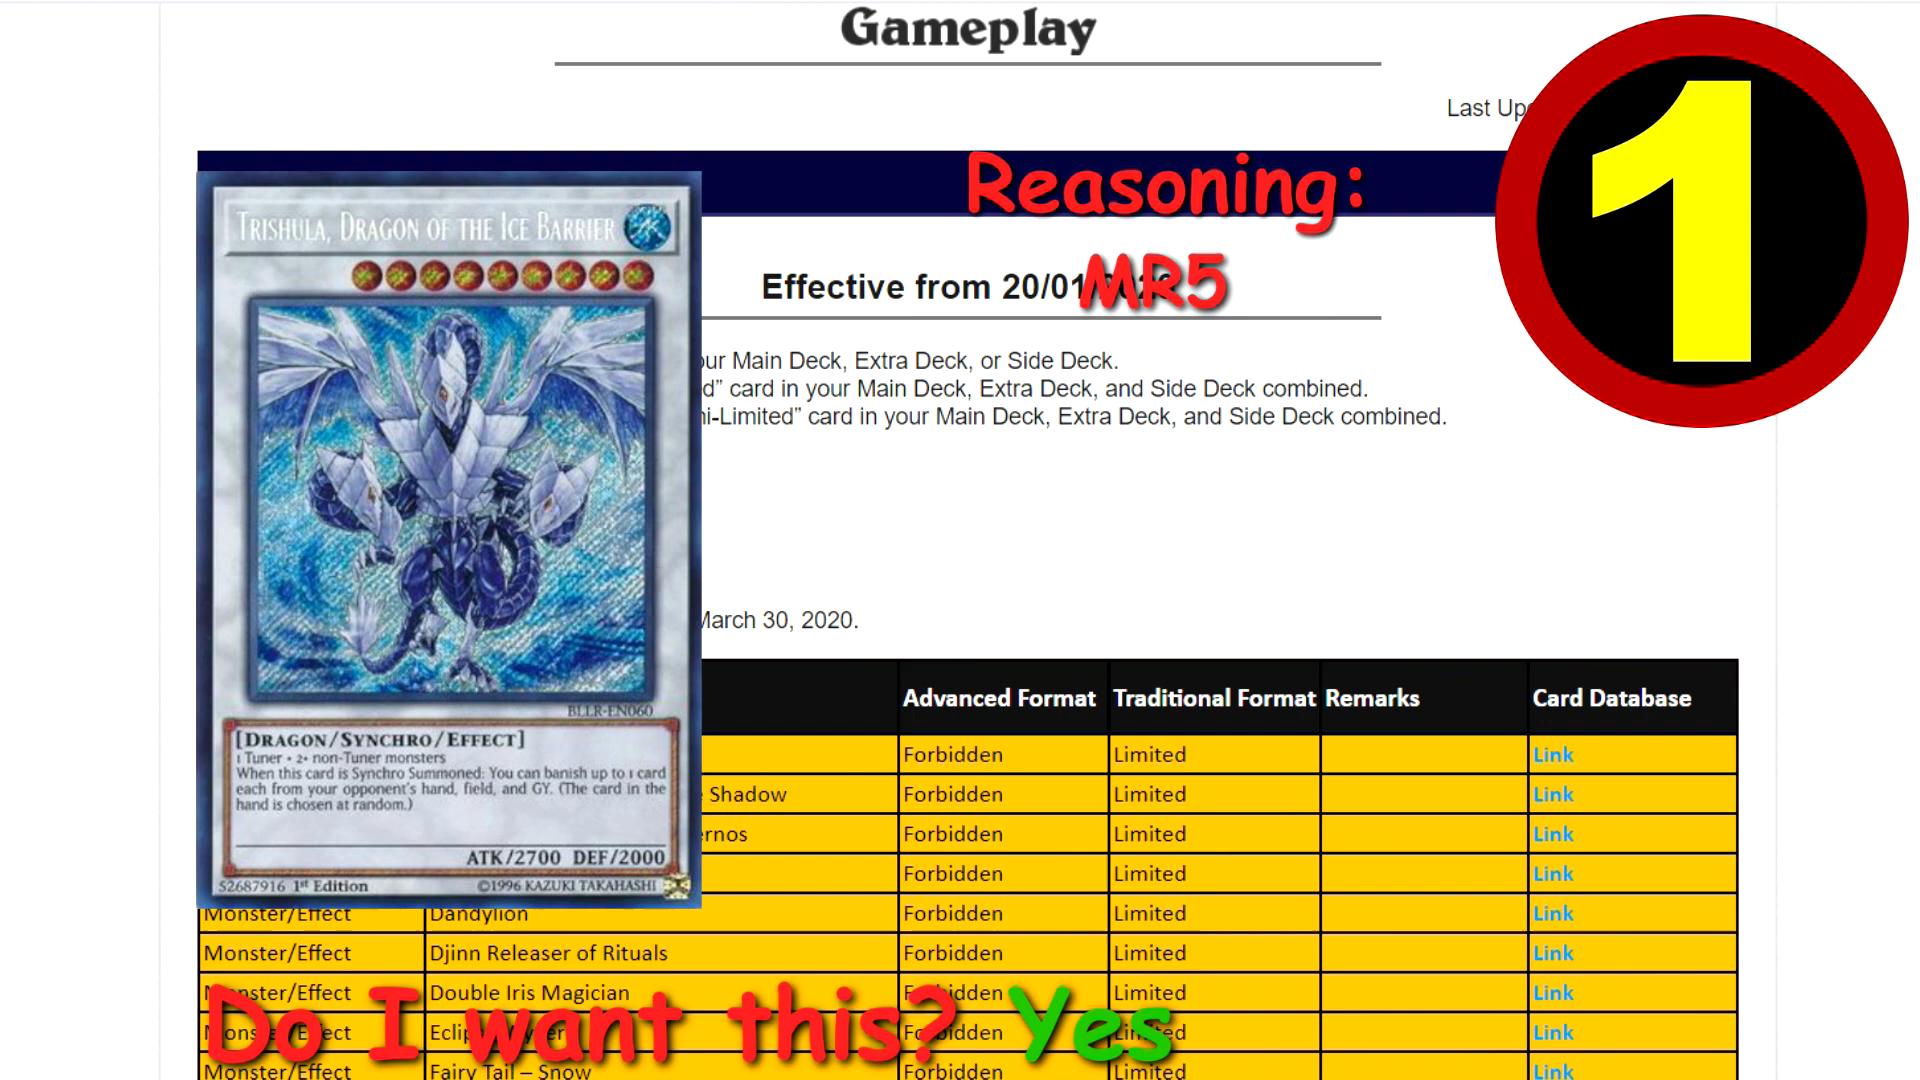 Gameplay
Last
1
Reasoning:
MR5
Effective from 20/01
ur Main Deck, Extra Deck, or Side Deck.
d” card in your Main Deck, Extra Deck, and Side Deck combined.
i-Limited” card in your Main Deck, Extra Deck, and Side Deck combined.
March 30, 2020.
TRISHULA, DRAGON OF THE ICE BARRIER
BLLR-EN060
[DRAGON/SYNCHRO/EFFECT]
1 Tuner + 2+ non-Tuner monsters
When this card is Synchro Summoned: You can banish up to 1 card
each from your opponent's hand, field, and GY. (The card in the
hand is chosen at random.)
ATK/2700 DEF/2000
52687916 1st Edition ©1996 KAZUKI TAKAHASHI
Advanced Format Traditional Format Remarks Card Database
Forbidden Limited Link
Shadow Forbidden Limited Link
ernos Forbidden Limited Link
Forbidden Limited Link
Monster/Effect Dandylion Forbidden Limited Link
Monster/Effect Djinn Releaser of Rituals Forbidden Limited Link
Monster/Effect Double Iris Magician Forbidden Limited Link
Do I want this? Yes
Monster/Effect Forbidden Limited Link
Monster/Effect Fairy Tail – Snow Forbidden Limited Link